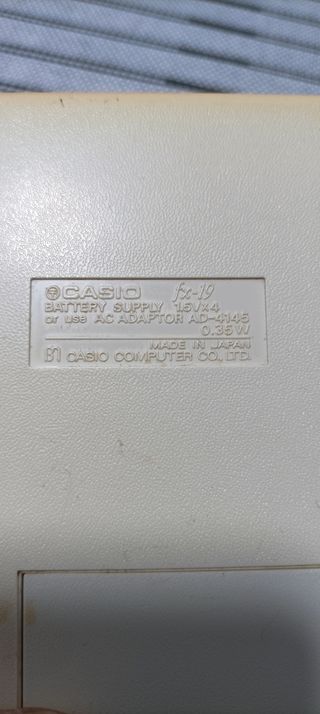 CASIO fx-19
BATTERY SUPPLY 1.5V×4
or use AC ADAPTOR AD-4145
0.35W
MADE IN JAPAN
B1 CASIO COMPUTER CO., LTD.